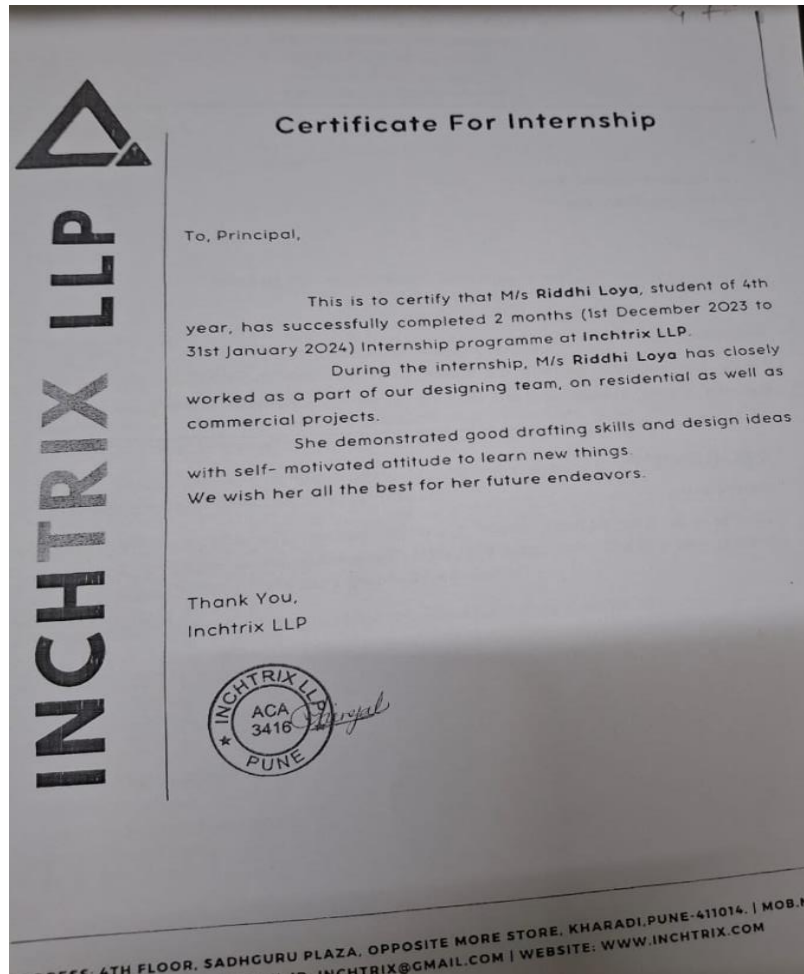 Certificate For Internship
INCHTRIX LLP
To, Principal,
This is to certify that M/s Riddhi Loya, student of 4th
year, has successfully completed 2 months (1st December 2023 to
31st January 2024) Internship programme at Inchtrix LLP.
During the internship, M/s Riddhi Loya has closely
worked as a part of our designing team, on residential as well as
commercial projects.
She demonstrated good drafting skills and design ideas
with self- motivated attitude to learn new things.
We wish her all the best for her future endeavors.
Thank You,
Inchtrix LLP
INCHTRIX LLP
ACA
3416
PUNE
4TH FLOOR, SADHGURU PLAZA, OPPOSITE MORE STORE, KHARADI,PUNE-411014. | MOB.
INCHTRIX@GMAIL.COM | WEBSITE: WWW.INCHTRIX.COM